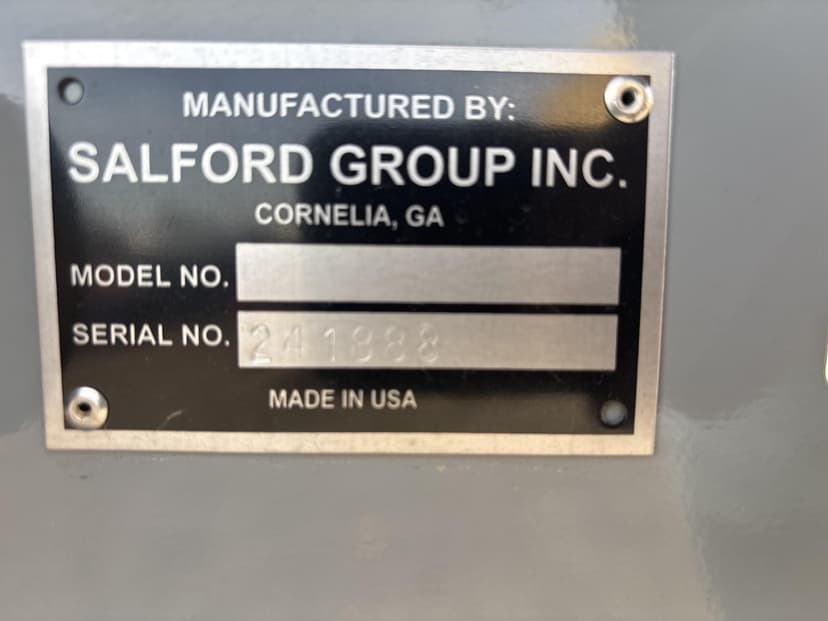 MANUFACTURED BY:
SALFORD GROUP INC.
CORNELIA, GA
MODEL NO.
SERIAL NO. 241888
MADE IN USA